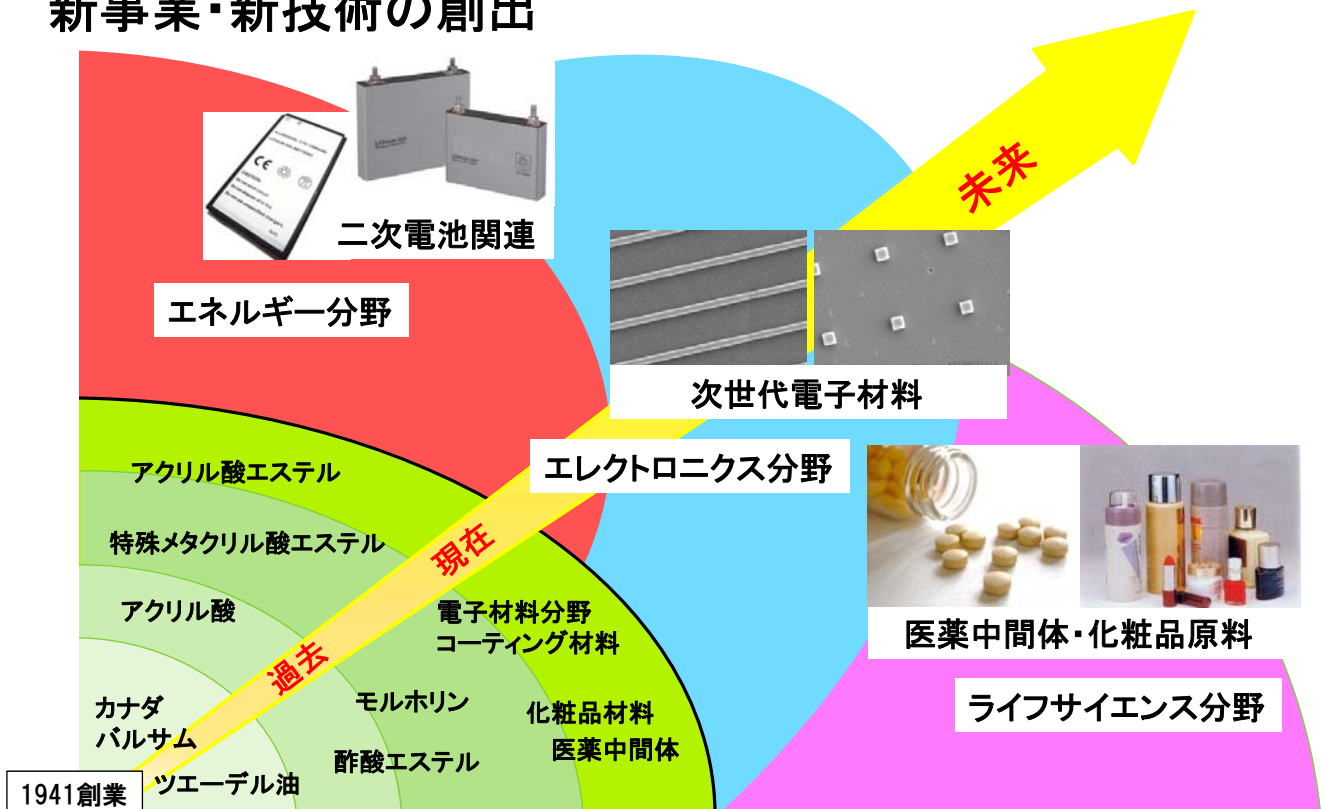 新事業・新技術の創出
二次電池関連
エネルギー分野
未来
次世代電子材料
エレクトロニクス分野
医薬中間体・化粧品原料
ライフサイエンス分野
アクリル酸エステル
特殊メタクリル酸エステル
現在
アクリル酸
電子材料分野
コーティング材料
過去
カナダ
バルサム
モルホリン
化粧品材料
医薬中間体
酢酸エステル
ツエーデル油
1941創業
CE